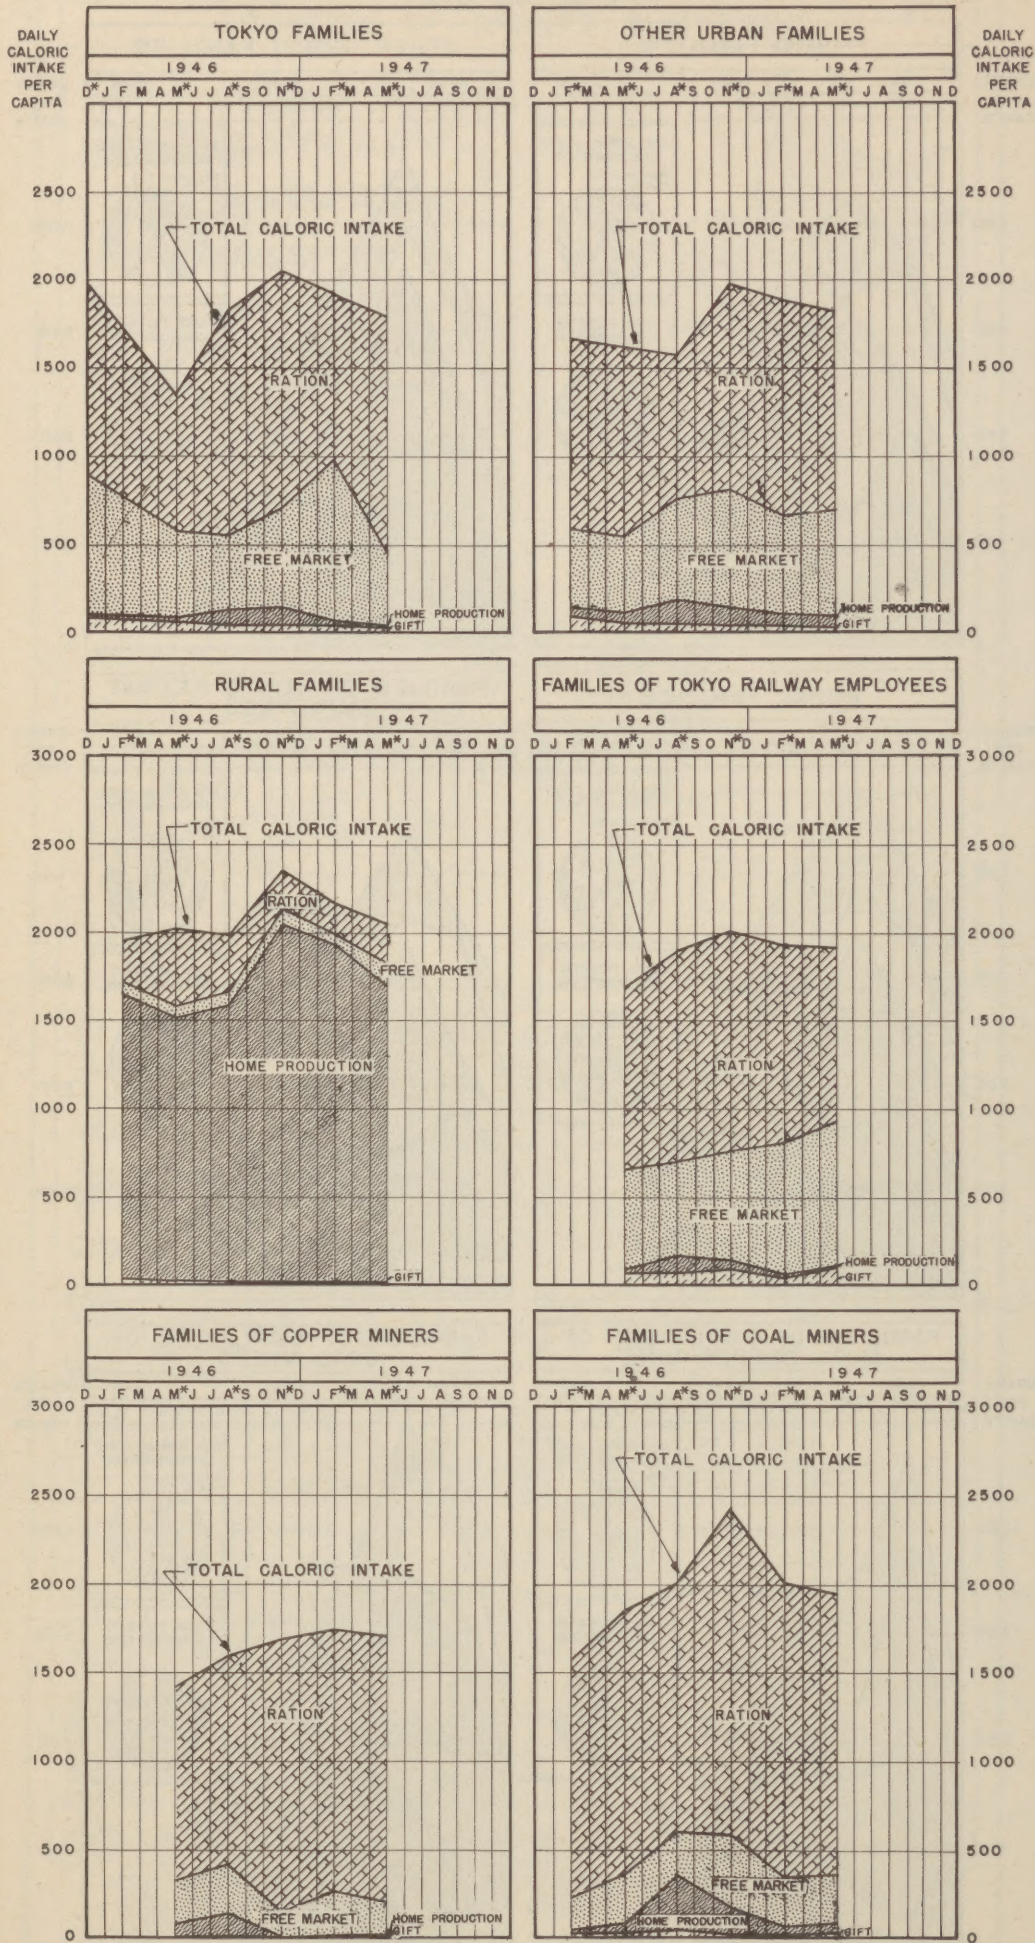 DAILY
CALORIC
INTAKE
PER
CAPITA
TOKYO FAMILIES
1946 1947
D* J F M A M* J J A* S O N* D J F* M A M* J J A S O N D
2500
2000
1500
1000
500
0
TOTAL CALORIC INTAKE
RATION
FREE MARKET
HOME PRODUCTION
GIFT
OTHER URBAN FAMILIES
1946 1947
D J F* M A M* J J A* S O N* D J F* M A M* J J A S O N D
DAILY
CALORIC
INTAKE
PER
CAPITA
TOTAL CALORIC INTAKE
RATION
FREE MARKET
HOME PRODUCTION
GIFT
2500
2000
1500
1000
500
0
RURAL FAMILIES
1946 1947
D J F* M A M* J J A* S O N* D J F* M A M* J J A S O N D
3000
2500
2000
1500
1000
500
0
TOTAL CALORIC INTAKE
RATION
FREE MARKET
HOME PRODUCTION
GIFT
FAMILIES OF TOKYO RAILWAY EMPLOYEES
1946 1947
D J F M A M* J J A* S O N* D J F* M A M* J J A S O N D
TOTAL CALORIC INTAKE
RATION
FREE MARKET
HOME PRODUCTION
GIFT
3000
2500
2000
1500
1000
500
0
FAMILIES OF COPPER MINERS
1946 1947
D J F M A M* J J A* S O N* D J F* M A M* J J A S O N D
3000
2500
2000
1500
1000
500
0
TOTAL CALORIC INTAKE
RATION
FREE MARKET
HOME PRODUCTION
GIFT
FAMILIES OF COAL MINERS
1946 1947
D J F* M A M* J J A* S O N* D J F* M A M* J J A S O N D
TOTAL CALORIC INTAKE
RATION
FREE MARKET
HOME PRODUCTION
GIFT
3000
2500
2000
1500
1000
500
0